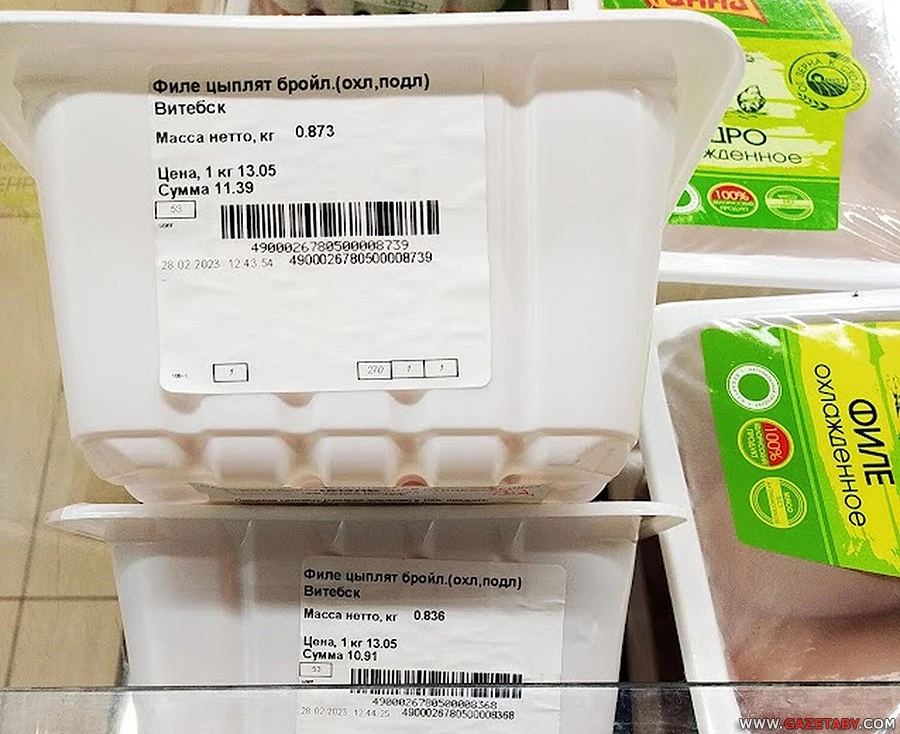 Филе цыплят бройл.(охл,подл)
Витебск
Масса нетто, кг 0.873
Цена, 1 кг 13.05
Сумма 11.39
53
4900026780500008739
28.02.2023 12:43:54 4900026780500008739
1
270 1 1
Филе цыплят бройл.(охл,подл)
Витебск
Масса нетто, кг 0.836
Цена, 1 кг 13.05
Сумма 10.91
53
4900026780500008368
28.02.2023 12:44:25 4900026780500008368
100%
ФИЛЕ
охлажденное
100%
WWW.GAZETABY.COM